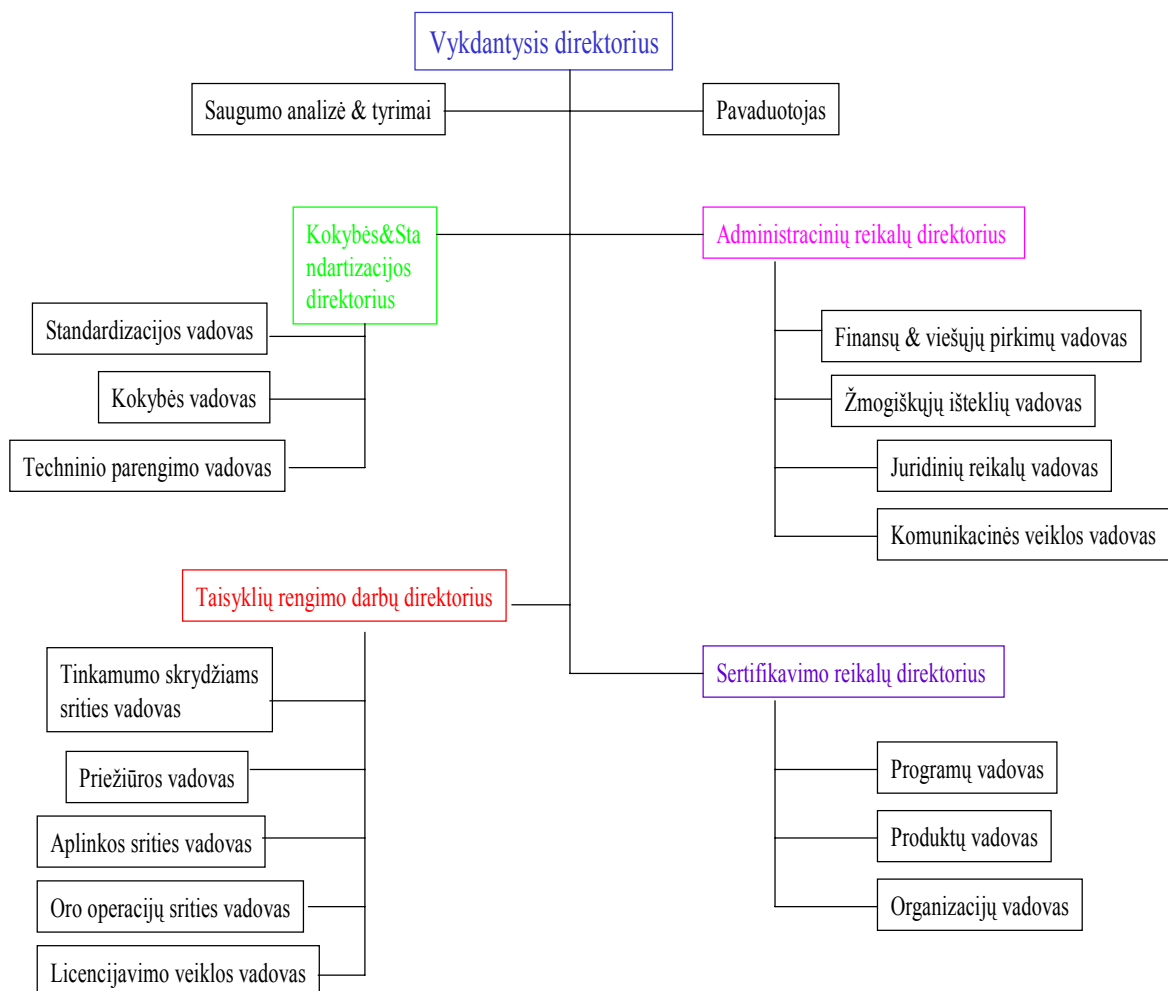 Vykdantysis direktorius
Saugumo analizė & tyrimai
Pavaduotojas
Kokybės&Sta
ndartizacijos
direktorius
Administracinių reikalų direktorius
Standardizacijos vadovas
Kokybės vadovas
Techninio parengimo vadovas
Finansų & viešųjų pirkimų vadovas
Žmogiškųjų išteklių vadovas
Juridinių reikalų vadovas
Komunikacinės veiklos vadovas
Taisyklių rengimo darbų direktorius
Tinkamumo skrydžiams
srities vadovas
Priežiūros vadovas
Aplinkos srities vadovas
Oro operacijų srities vadovas
Licencijavimo veiklos vadovas
Sertifikavimo reikalų direktorius
Programų vadovas
Produktų vadovas
Organizacijų vadovas